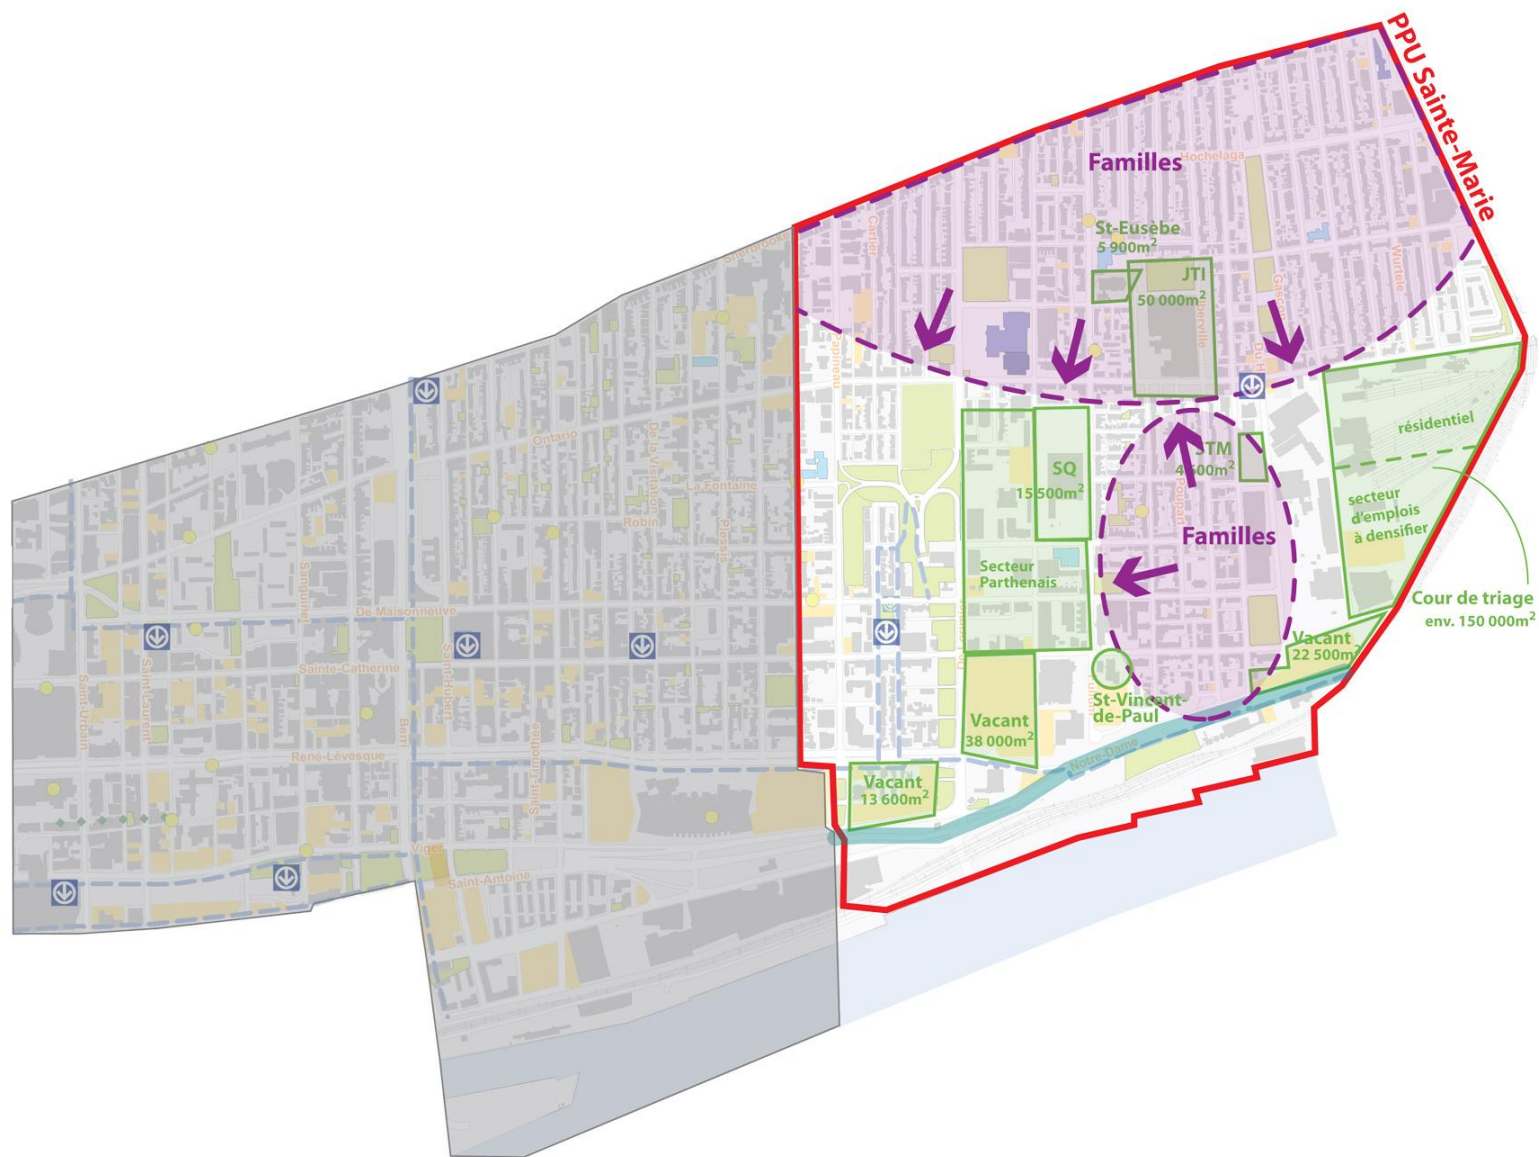 PPU Sainte-Marie
Familles
Hochelaga
St-Eusèbe
5 900m²
JTI
50 000m²
Cartier
Sherbrooke
Wurtele
Papineau
résidentiel
SQ
15 500m²
STM
Poupart
secteur
d'emplois
à densifier
Familles
Ontario
De la Visitation
La Fontaine
Robin
Plessis
Secteur
Parthenais
Cour de triage
env. 150 000m²
Sanguinet
De Maisonneuve
Vacant
22 500m²
Sainte-Catherine
Saint-Urbain
Saint-Laurent
Saint-Hubert
Berri
St-Vincent-
de-Paul
Vacant
38 000m²
René-Lévesque
Saint-Timothée
Notre-Dame
Vacant
13 600m²
Viger
Saint-Antoine